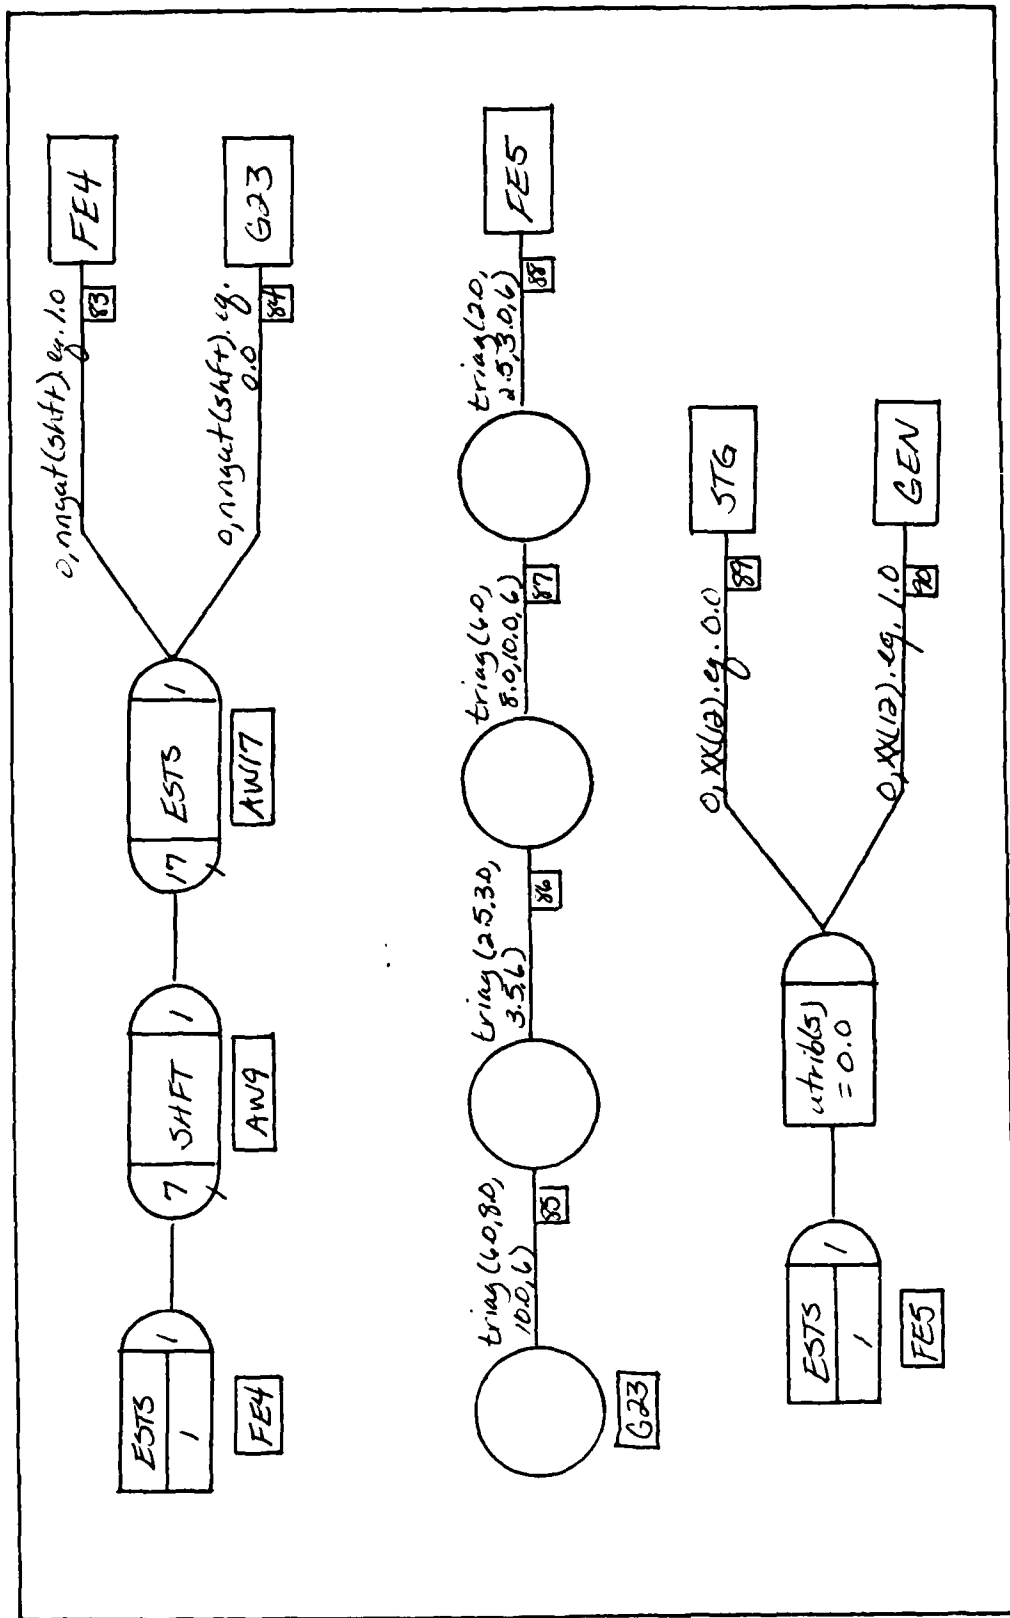 ESTS
1
1
FE4
7
SHFT
1
AW9
17
ESTS
1
AW17
0, nngat(shft).eq.1.0
83
FE4
0, nngat(shft).eq.
0.0
84
G23
G23
triag(6.0,8.0,
10.0,6)
85
triag(2.5,3.0,
3.5,6)
86
triag(6.0,
8.0,10.0,6)
87
triag(2.0,
2.5,3.0,6)
88
FE5
ESTS
1
1
FE5
atrib(5)
= 0.0
0, XX(12).eq. 0.0
89
STG
0, XX(12).eq. 1.0
90
GEN